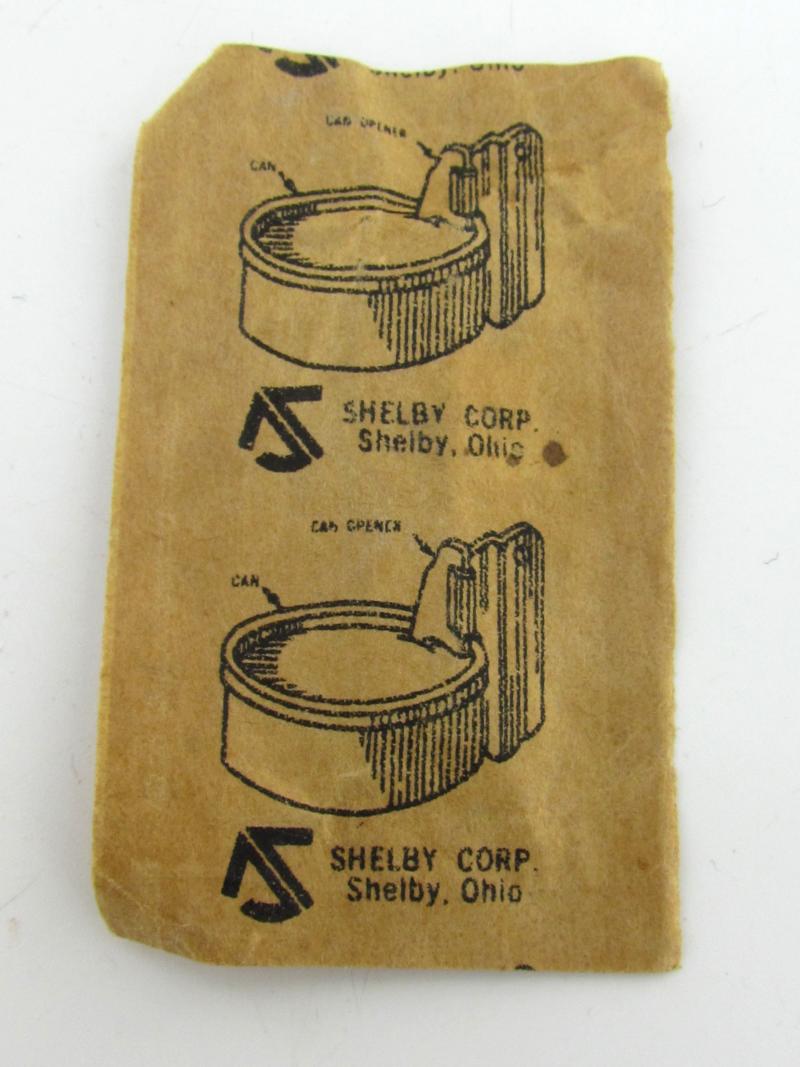 Shelby, Ohio
CAN OPENER
CAN
SHELBY CORP.
Shelby, Ohio
CAN OPENER
CAN
SHELBY CORP.
Shelby, Ohio